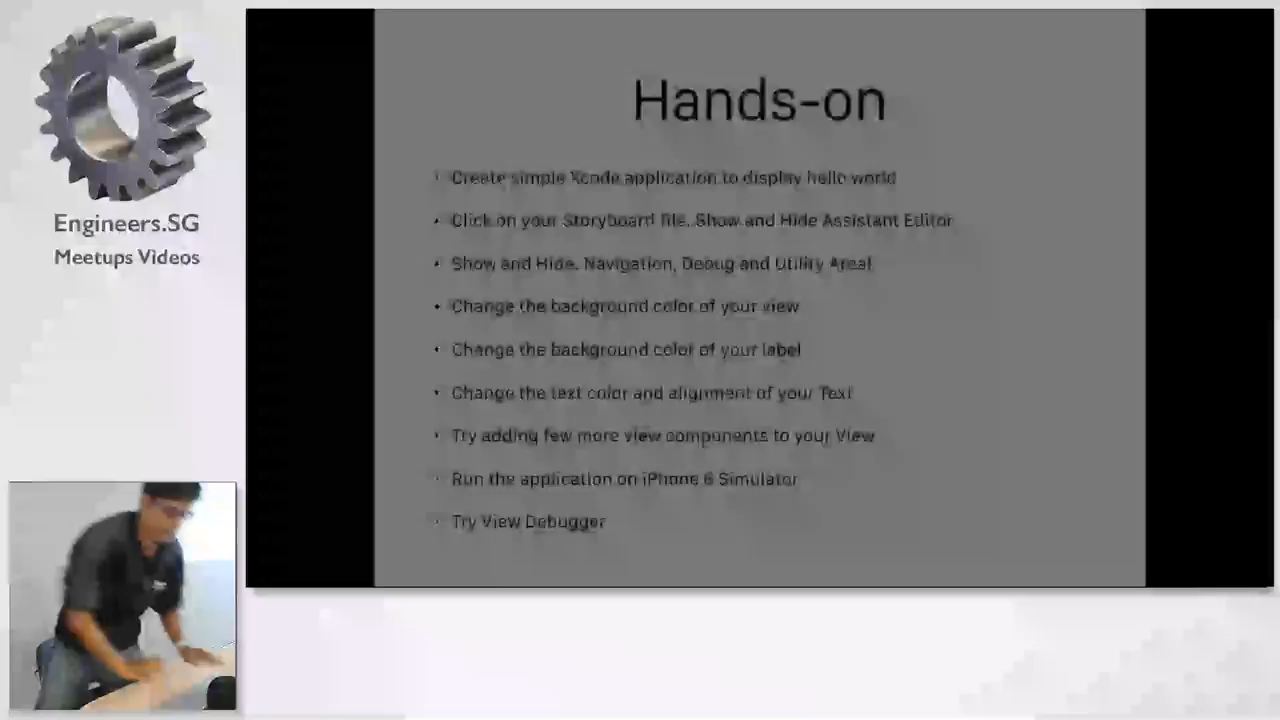 Engineers.SG
Meetups Videos
Hands-on
• Create simple Xcode application to display hello world
• Click on your Storyboard file. Show and Hide Assistant Editor
• Show and Hide. Navigation, Debug and Utility Area!
• Change the background color of your view
• Change the background color of your label
• Change the text color and alignment of your Text
• Try adding few more view components to your View
• Run the application on iPhone 6 Simulator
• Try View Debugger